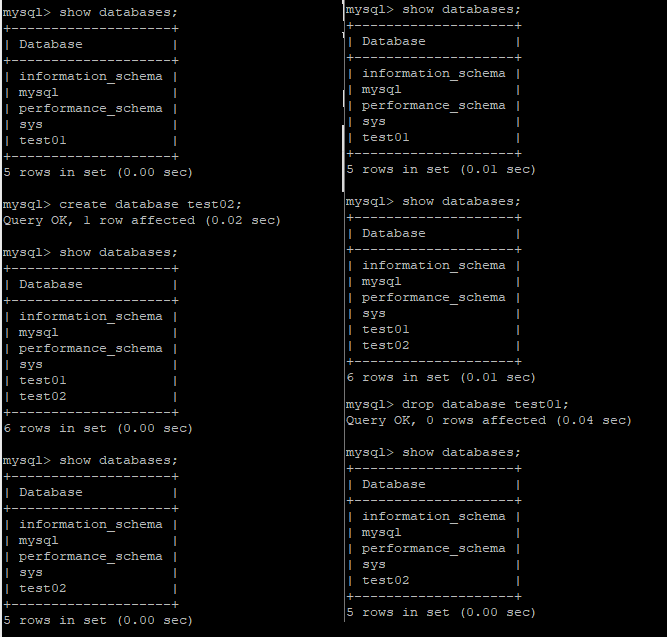 mysql> show databases;
+--------------------+
| Database           |
+--------------------+
| information_schema |
| mysql              |
| performance_schema |
| sys                |
| test01             |
+--------------------+
5 rows in set (0.00 sec)
mysql> create database test02;
Query OK, 1 row affected (0.02 sec)
mysql> show databases;
+--------------------+
| Database           |
+--------------------+
| information_schema |
| mysql              |
| performance_schema |
| sys                |
| test01             |
| test02             |
+--------------------+
6 rows in set (0.00 sec)
mysql> show databases;
+--------------------+
| Database           |
+--------------------+
| information_schema |
| mysql              |
| performance_schema |
| sys                |
| test02             |
+--------------------+
5 rows in set (0.00 sec)
mysql> show databases;
+--------------------+
| Database           |
+--------------------+
| information_schema |
| mysql              |
| performance_schema |
| sys                |
| test01             |
+--------------------+
5 rows in set (0.01 sec)
mysql> show databases;
+--------------------+
| Database           |
+--------------------+
| information_schema |
| mysql              |
| performance_schema |
| sys                |
| test01             |
| test02             |
+--------------------+
6 rows in set (0.01 sec)
mysql> drop database test01;
Query OK, 0 rows affected (0.04 sec)
mysql> show databases;
+--------------------+
| Database           |
+--------------------+
| information_schema |
| mysql              |
| performance_schema |
| sys                |
| test02             |
+--------------------+
5 rows in set (0.00 sec)